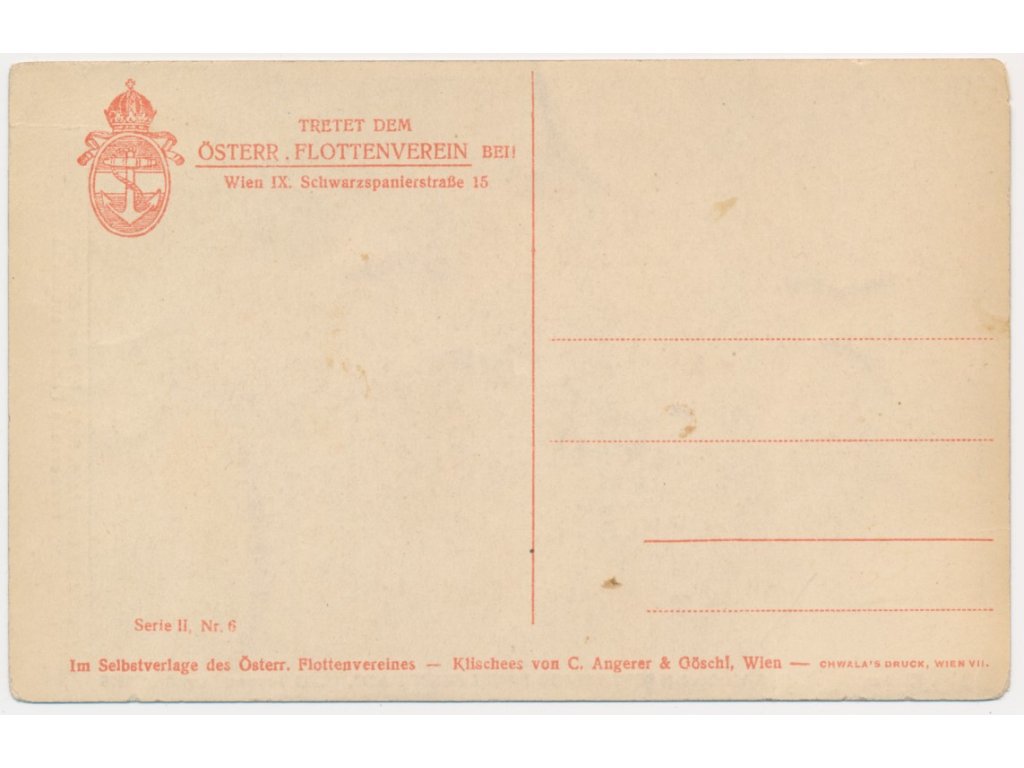 TRETET DEM
ÖSTERR. FLOTTENVEREIN BEI!
Wien IX. Schwarzspanierstraße 15
Serie II, Nr. 6
Im Selbstverlage des Österr. Flottenvereines — Klischees von C. Angerer & Göschl, Wien — CHWALA'S DRUCK, WIEN VII.